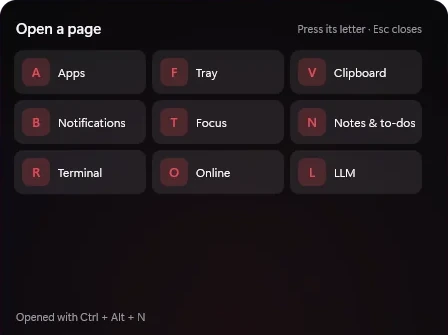 Open a page
Press its letter · Esc closes
A Apps
F Tray
V Clipboard
B Notifications
T Focus
N Notes & to-dos
R Terminal
O Online
L LLM
Opened with Ctrl + Alt + N